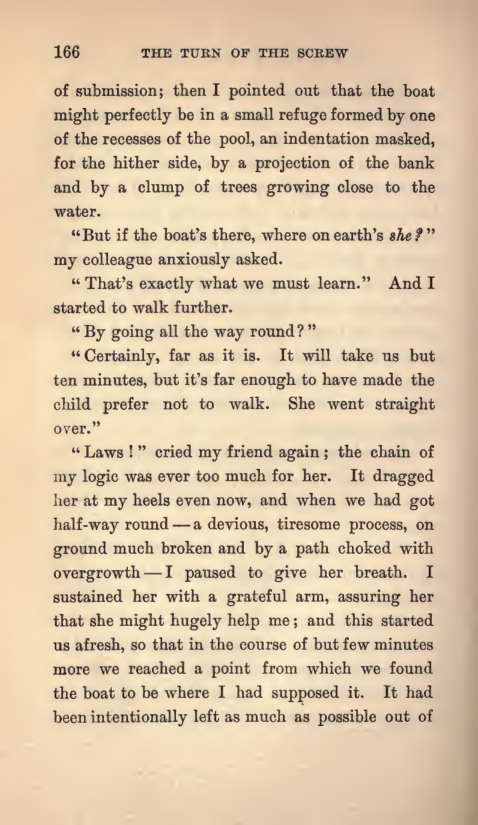 166 THE TURN OF THE SCREW
of submission; then I pointed out that the boat
might perfectly be in a small refuge formed by one
of the recesses of the pool, an indentation masked,
for the hither side, by a projection of the bank
and by a clump of trees growing close to the
water.
"But if the boat's there, where on earth's she?"
my colleague anxiously asked.
"That's exactly what we must learn." And I
started to walk further.
"By going all the way round?"
"Certainly, far as it is. It will take us but
ten minutes, but it's far enough to have made the
child prefer not to walk. She went straight
over."
"Laws!" cried my friend again; the chain of
my logic was ever too much for her. It dragged
her at my heels even now, and when we had got
half-way round — a devious, tiresome process, on
ground much broken and by a path choked with
overgrowth — I paused to give her breath. I
sustained her with a grateful arm, assuring her
that she might hugely help me; and this started
us afresh, so that in the course of but few minutes
more we reached a point from which we found
the boat to be where I had supposed it. It had
been intentionally left as much as possible out of